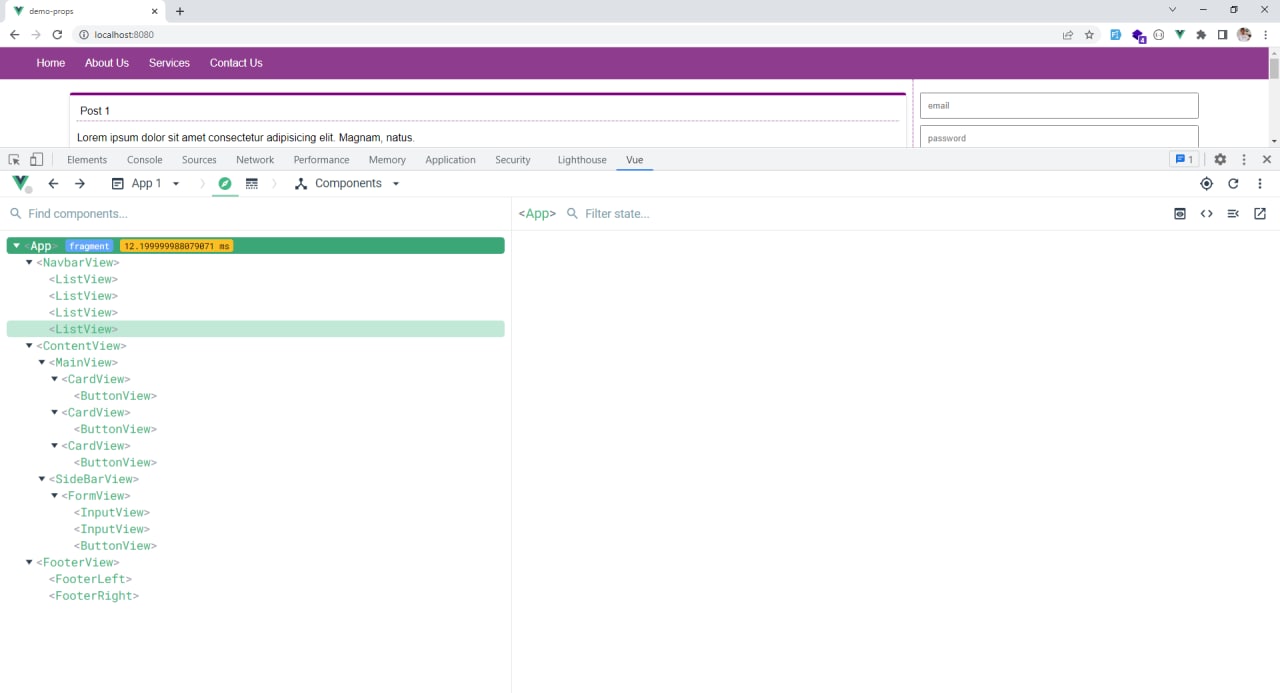 demo-props
localhost:8080
4
Home About Us Services Contact Us
Post 1
Lorem ipsum dolor sit amet consectetur adipisicing elit. Magnam, natus.
email
password
Elements Console Sources Network Performance Memory Application Security Lighthouse Vue 1
App 1 Components
Find components...
<App> Filter state...
<App> fragment 12.199999988079071 ms
<NavbarView>
<ListView>
<ListView>
<ListView>
<ListView>
<ContentView>
<MainView>
<CardView>
<ButtonView>
<CardView>
<ButtonView>
<CardView>
<ButtonView>
<SideBarView>
<FormView>
<InputView>
<InputView>
<ButtonView>
<FooterView>
<FooterLeft>
<FooterRight>